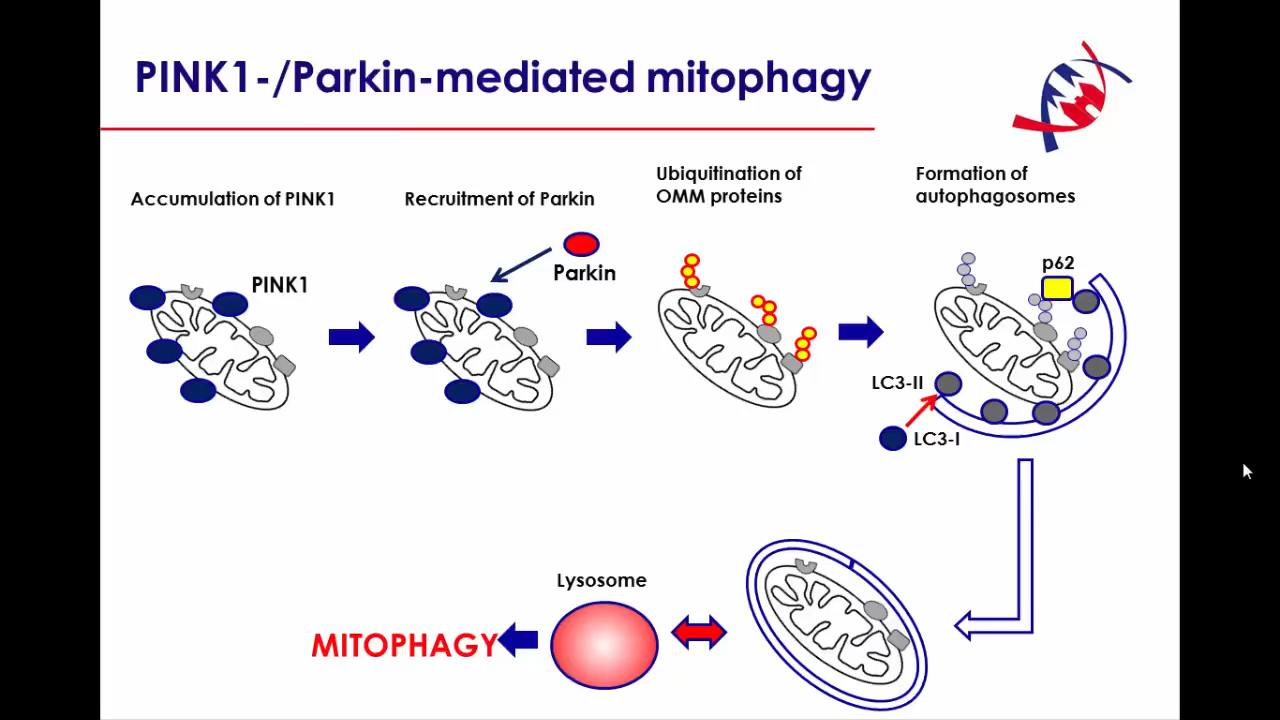 PINK1-/Parkin-mediated mitophagy
Accumulation of PINK1
Recruitment of Parkin
Ubiquitination of
OMM proteins
Formation of
autophagosomes
PINK1
Parkin
p62
LC3-II
LC3-I
Lysosome
MITOPHAGY